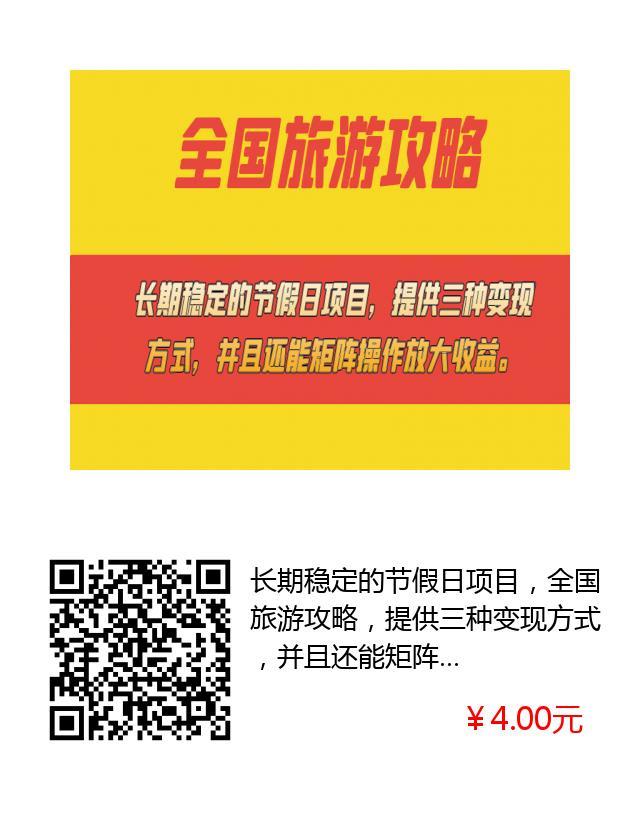 全国旅游攻略
长期稳定的节假日项目，提供三种变现
方式，并且还能矩阵操作放大收益。
长期稳定的节假日项目，全国
旅游攻略，提供三种变现方式
，并且还能矩阵...
￥4.00元